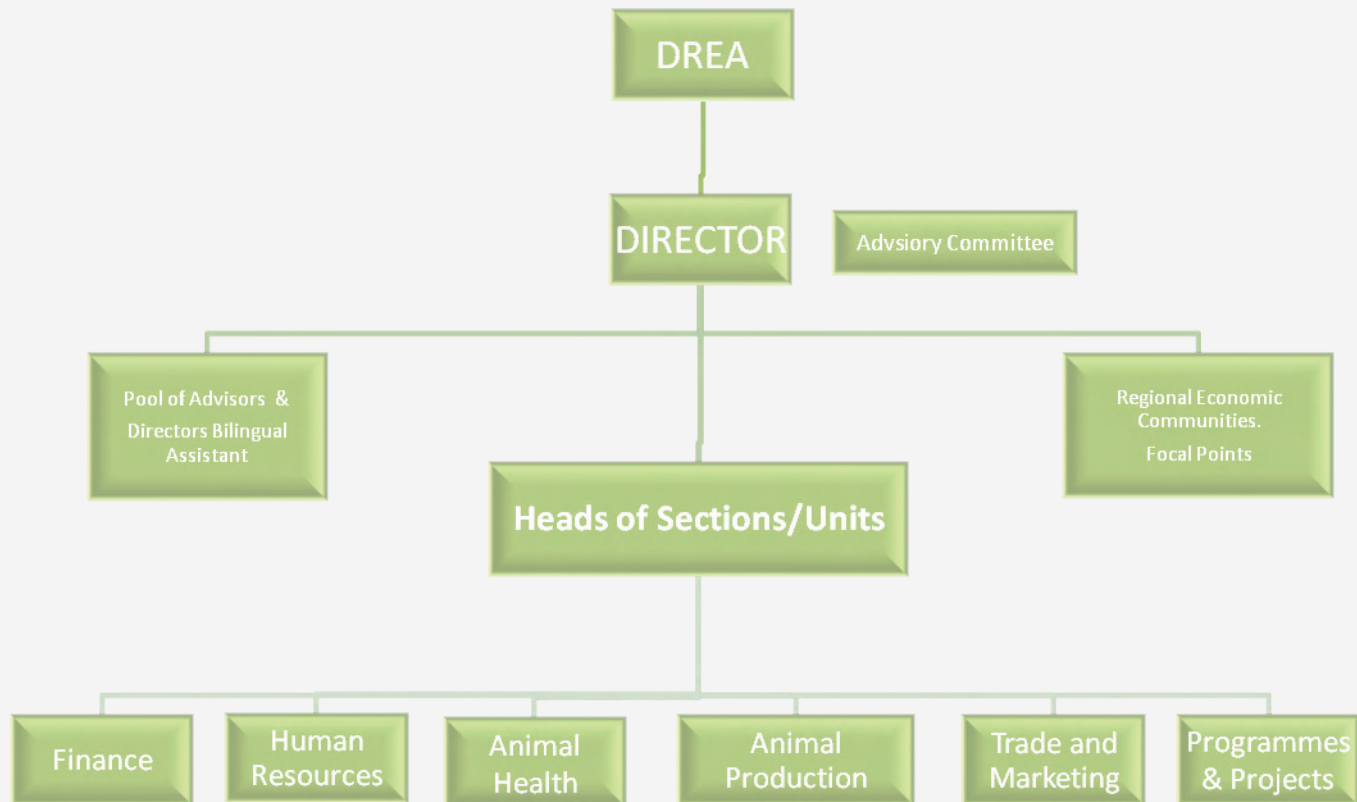 DREA
DIRECTOR
Advsiory Committee
Pool of Advisors &
Directors Bilingual
Assistant
Regional Economic
Communities.
Focal Points
Heads of Sections/Units
Finance
Human
Resources
Animal
Health
Animal
Production
Trade and
Marketing
Programmes
& Projects